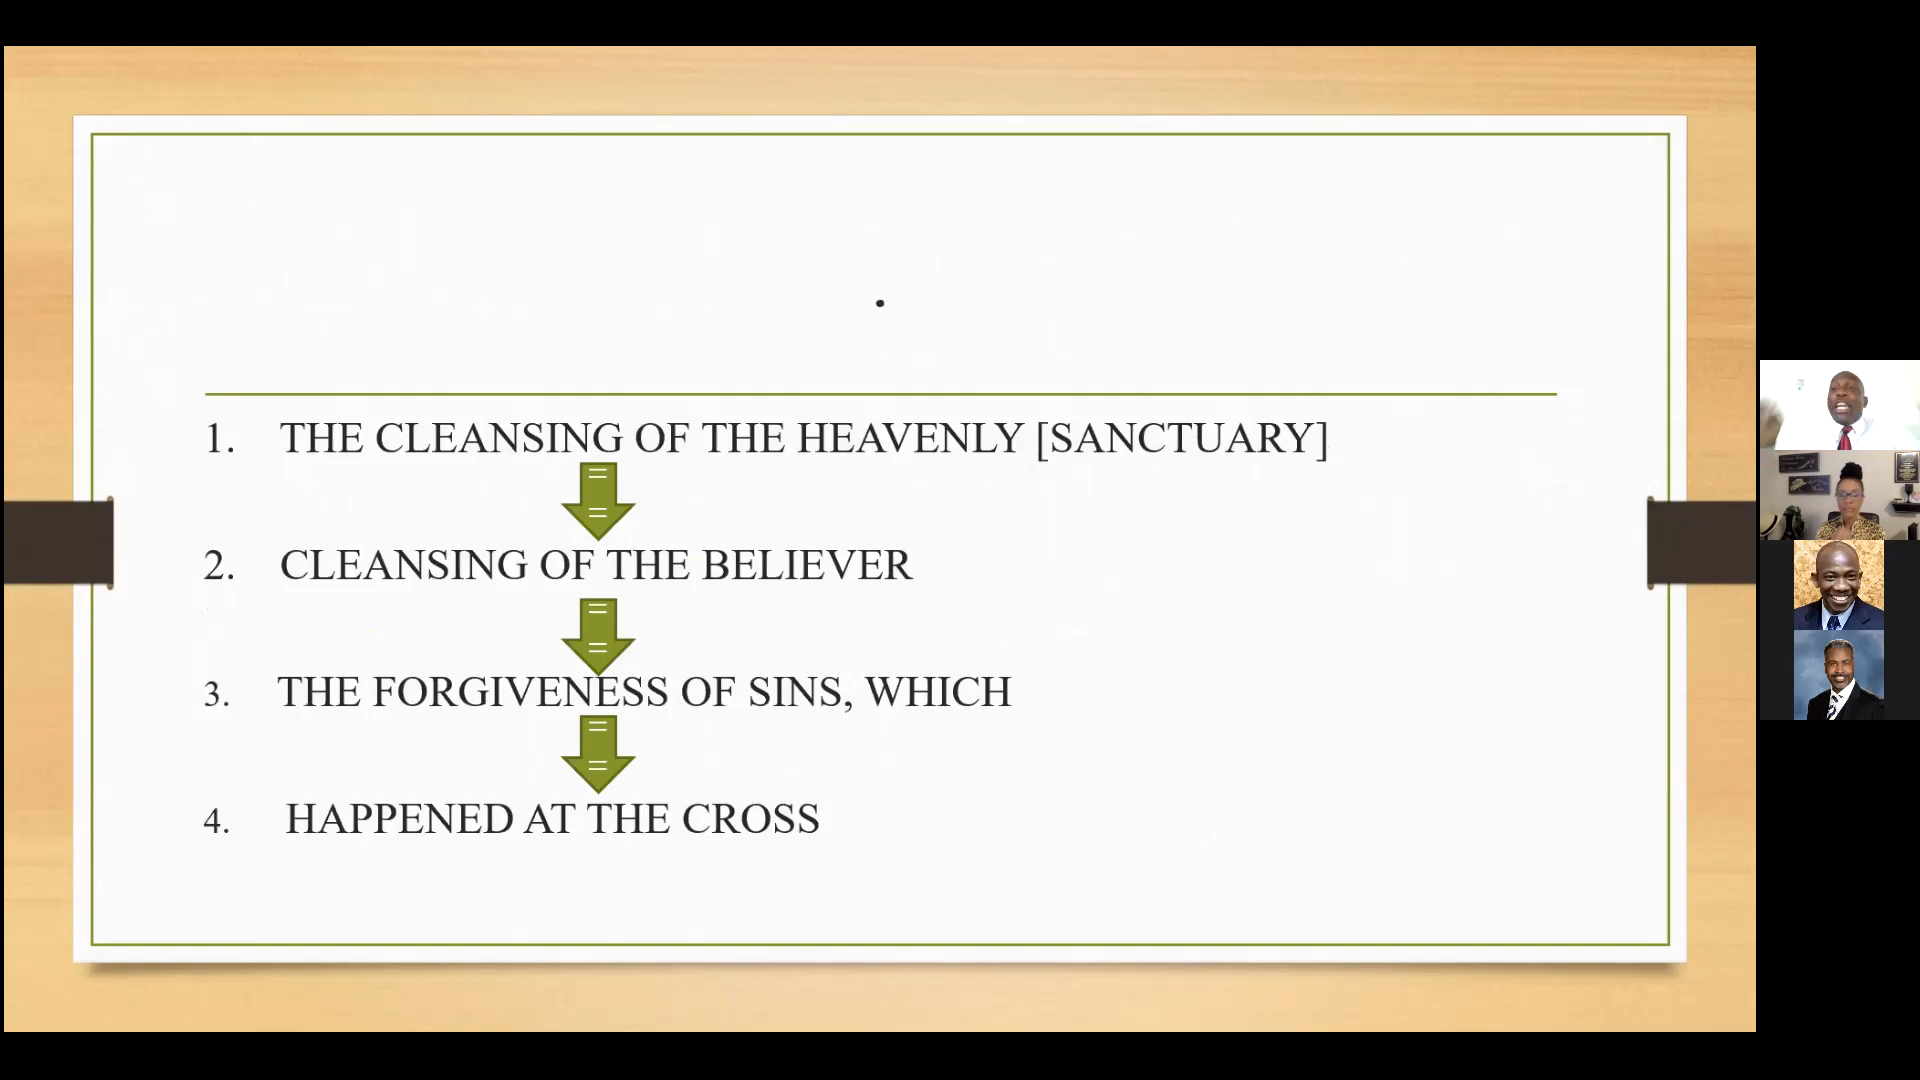 .
1. THE CLEANSING OF THE HEAVENLY [SANCTUARY]
=
=
2. CLEANSING OF THE BELIEVER
=
=
3. THE FORGIVENESS OF SINS, WHICH
=
=
4. HAPPENED AT THE CROSS